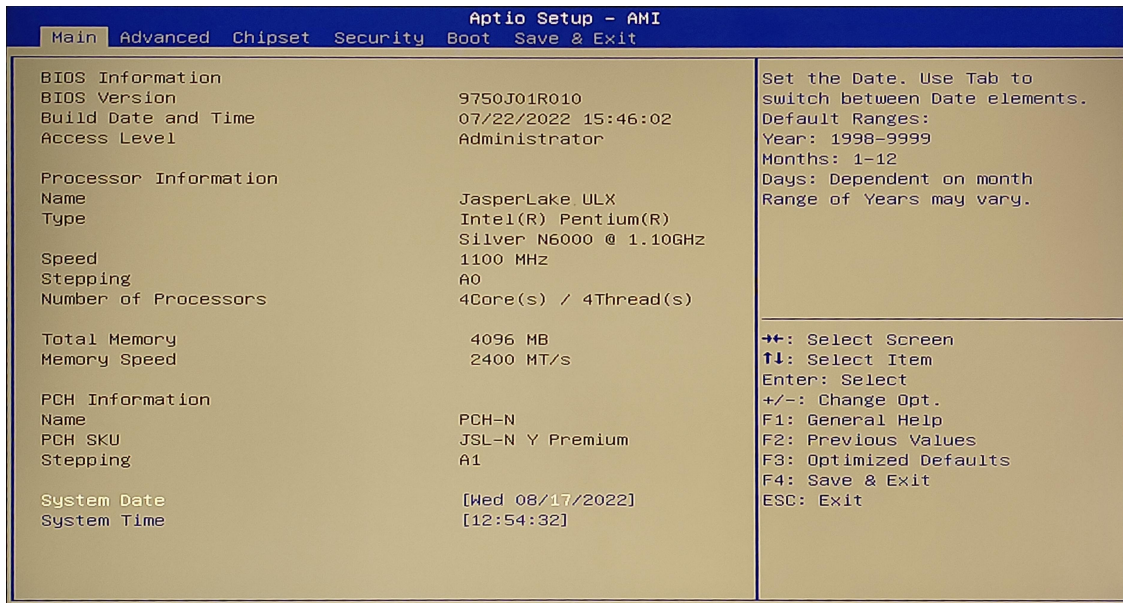 Aptio Setup - AMI
Main Advanced Chipset Security Boot Save & Exit
BIOS Information
BIOS Version 9750J01R010
Build Date and Time 07/22/2022 15:46:02
Access Level Administrator
Processor Information
Name JasperLake ULX
Type Intel(R) Pentium(R)
Silver N6000 @ 1.10GHz
Speed 1100 MHz
Stepping A0
Number of Processors 4Core(s) / 4Thread(s)
Total Memory 4096 MB
Memory Speed 2400 MT/s
PCH Information
Name PCH-N
PCH SKU JSL-N Y Premium
Stepping A1
System Date [Wed 08/17/2022]
System Time [12:54:32]
Set the Date. Use Tab to
switch between Date elements.
Default Ranges:
Year: 1998-9999
Months: 1-12
Days: Dependent on month
Range of Years may vary.
→←: Select Screen
↑↓: Select Item
Enter: Select
+/-: Change Opt.
F1: General Help
F2: Previous Values
F3: Optimized Defaults
F4: Save & Exit
ESC: Exit